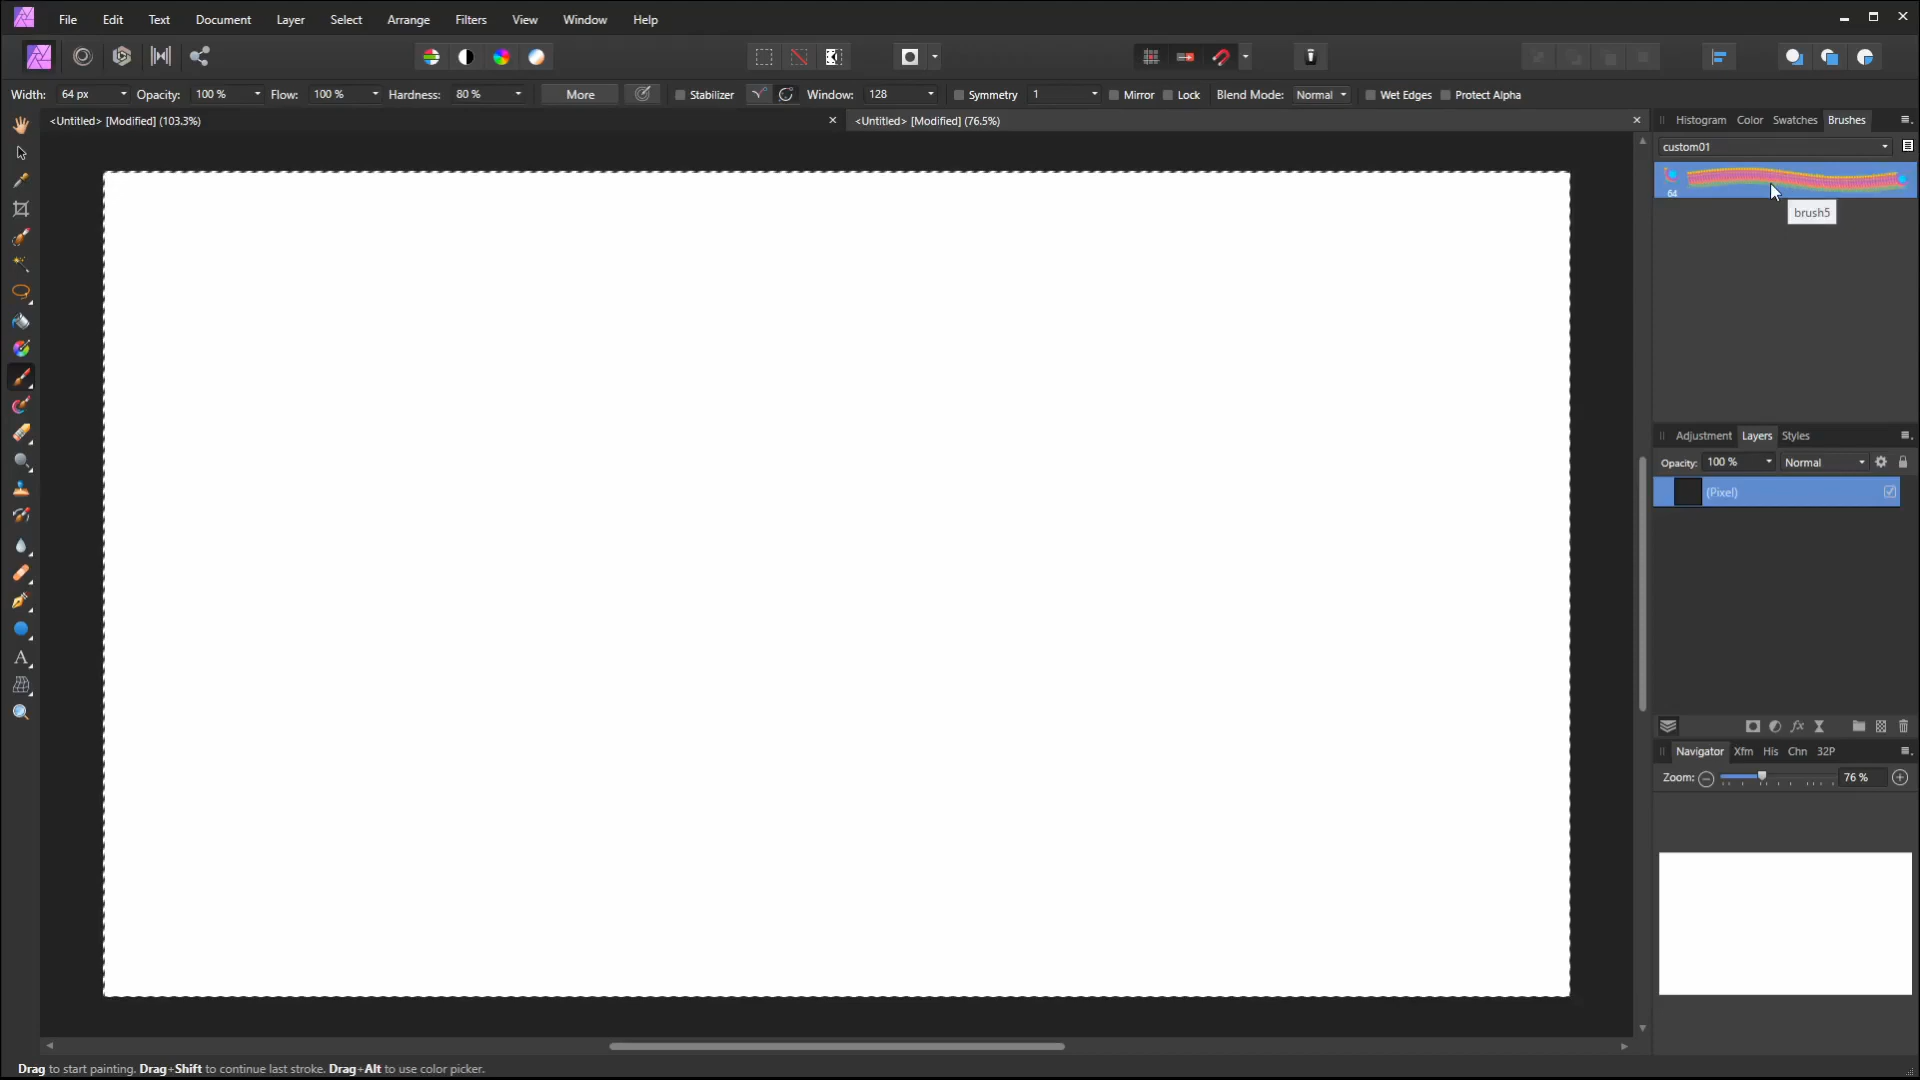 File Edit Text Document Layer Select Arrange Filters View Window Help
Width: 64 px Opacity: 100 % Flow: 100 % Hardness: 80 % More Stabilizer Window: 128 Symmetry 1 Mirror Lock Blend Mode: Normal Wet Edges Protect Alpha
<Untitled> [Modified] (103.3%) <Untitled> [Modified] (76.5%)
Histogram Color Swatches Brushes
custom01
64
brush5
Adjustment Layers Styles
Opacity: 100 % Normal
(Pixel)
fx
Navigator Xfm His Chn 32P
Zoom: 76 %
Drag to start painting. Drag+Shift to continue last stroke. Drag+Alt to use color picker.